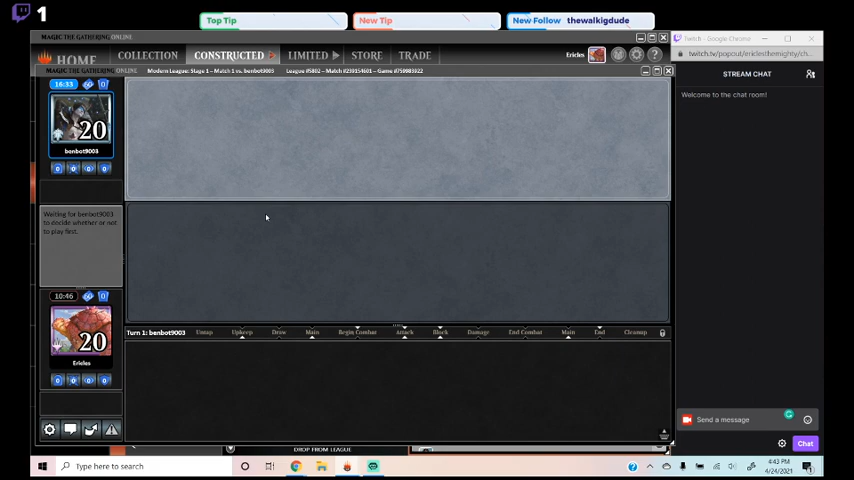 1
Top Tip
New Tip
New Follow thewalkigdude
MAGIC THE GATHERING ONLINE
HOME COLLECTION CONSTRUCTED LIMITED STORE TRADE Ericles
MAGIC THE GATHERING ONLINE Modern League: Stage 1 - Match 1 vs. benbot9003 League #5802 - Match #239154601 - Game #759983022
Twitch - Google Chrome
twitch.tv/popout/ericlesthemighty/ch...
STREAM CHAT
Welcome to the chat room!
16:33 0
20
benbot9003
0 0 0 0
Waiting for benbot9003
to decide whether or not
to play first.
10:46 0
20
Ericles
0 0 0 0
Turn 1: benbot9003 Untap Upkeep Draw Main Begin Combat Attack Block Damage End Combat Main End Cleanup
DROP FROM LEAGUE
Send a message
Chat
Type here to search
4:43 PM
4/24/2021